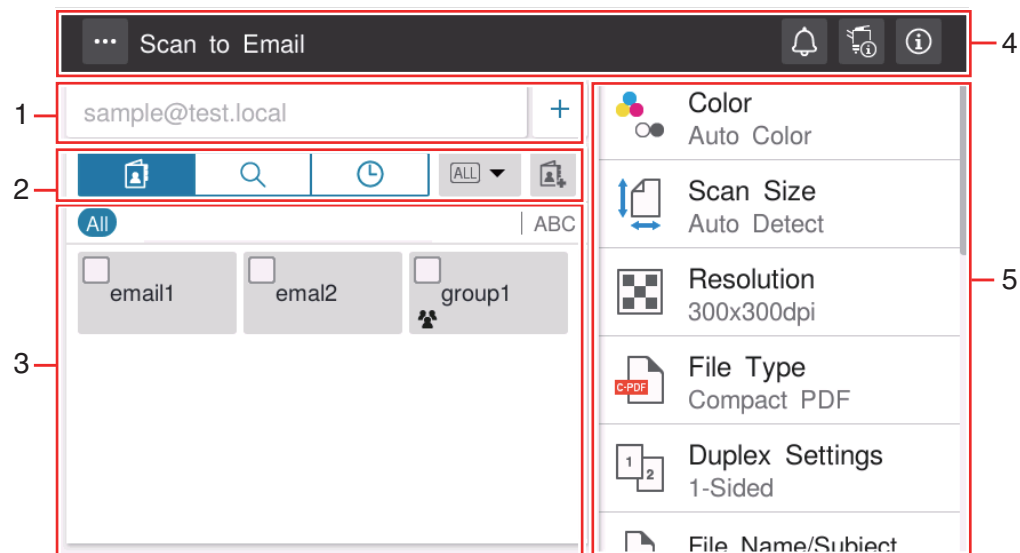 Scan to Email
4
1
sample@test.local
+
2
ALL
3
All
ABC
email1
emal2
group1
5
Color
Auto Color
Scan Size
Auto Detect
Resolution
300x300dpi
C-PDF
File Type
Compact PDF
1
2
Duplex Settings
1-Sided
File Name/Subject